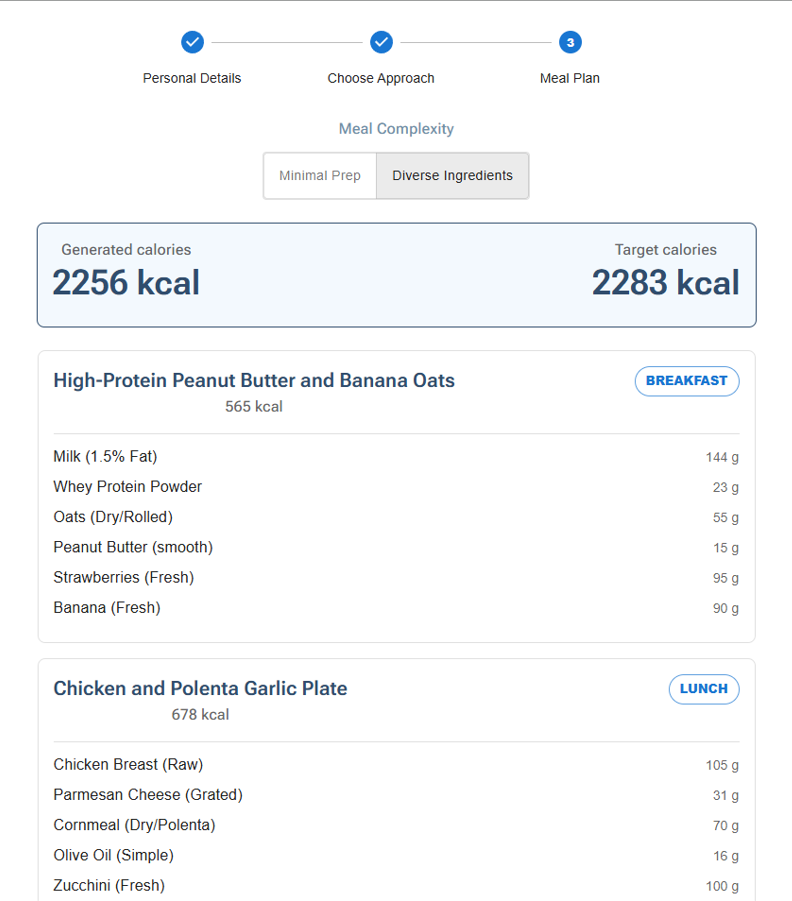 3
Personal Details Choose Approach Meal Plan
Meal Complexity
Minimal Prep Diverse Ingredients
Generated calories Target calories
2256 kcal 2283 kcal
High-Protein Peanut Butter and Banana Oats BREAKFAST
565 kcal
Milk (1.5% Fat) 144 g
Whey Protein Powder 23 g
Oats (Dry/Rolled) 55 g
Peanut Butter (smooth) 15 g
Strawberries (Fresh) 95 g
Banana (Fresh) 90 g
Chicken and Polenta Garlic Plate LUNCH
678 kcal
Chicken Breast (Raw) 105 g
Parmesan Cheese (Grated) 31 g
Cornmeal (Dry/Polenta) 70 g
Olive Oil (Simple) 16 g
Zucchini (Fresh) 100 g